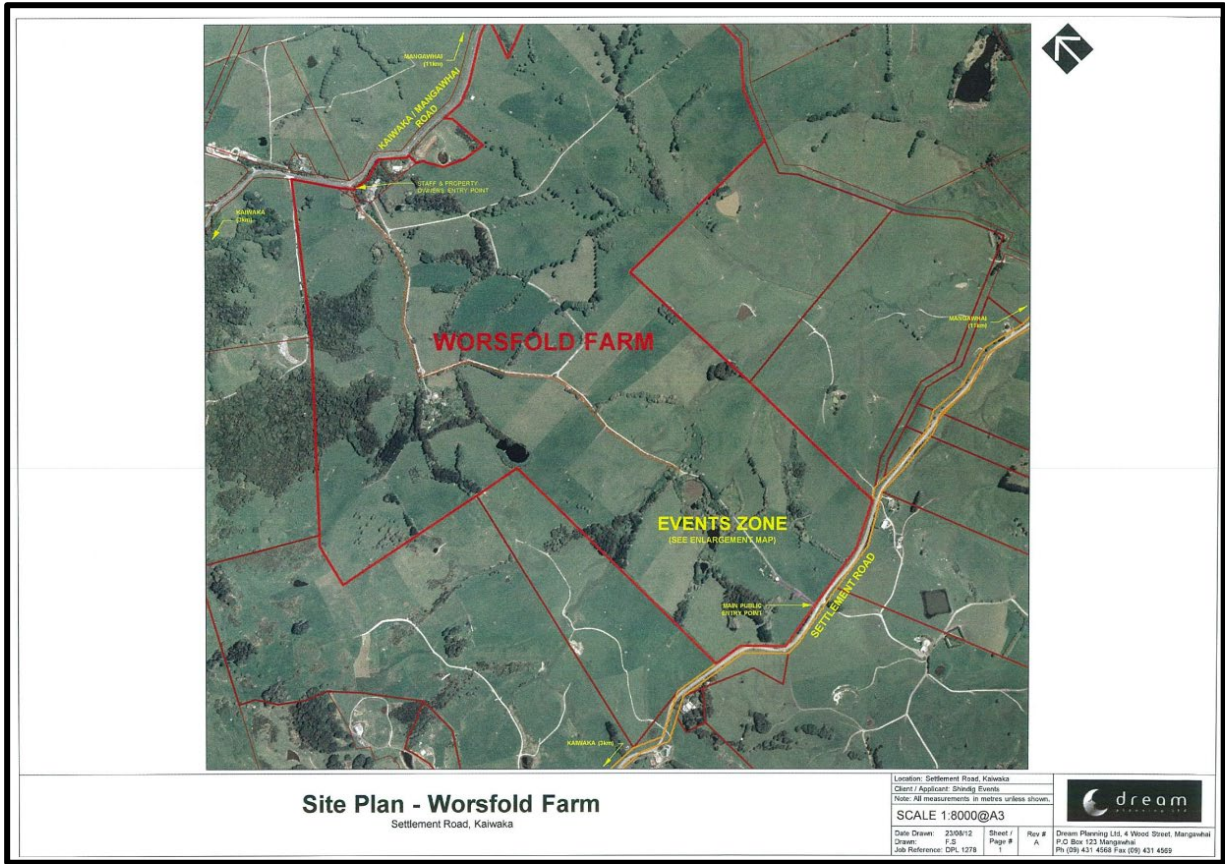 MANGAWHAI
(11km)
KAIWAKA / MANGAWHAI
ROAD
STAFF & PROPERTY
OWNERS ENTRY POINT
KAIWAKA
(3km)
MANGAWHAI
(11km)
WORSFOLD FARM
EVENTS ZONE
(SEE ENLARGEMENT MAP)
MAIN PUBLIC
ENTRY POINT
SETTLEMENT ROAD
KAIWAKA (3km)
Site Plan - Worsfold Farm
Settlement Road, Kaiwaka
Location: Settlement Road, Kaiwaka
Client / Applicant: Shindig Events
Note: All measurements in metres unless shown.
SCALE 1:8000@A3
Date Drawn: 23/08/12
Drawn: F.S
Job Reference: DPL 1278
Sheet /
Page #
1
Rev #
A
dream
planning ltd
Dream Planning Ltd, 4 Wood Street, Mangawhai
P.O Box 123 Mangawhai
Ph (09) 431 4568 Fax (09) 431 4569